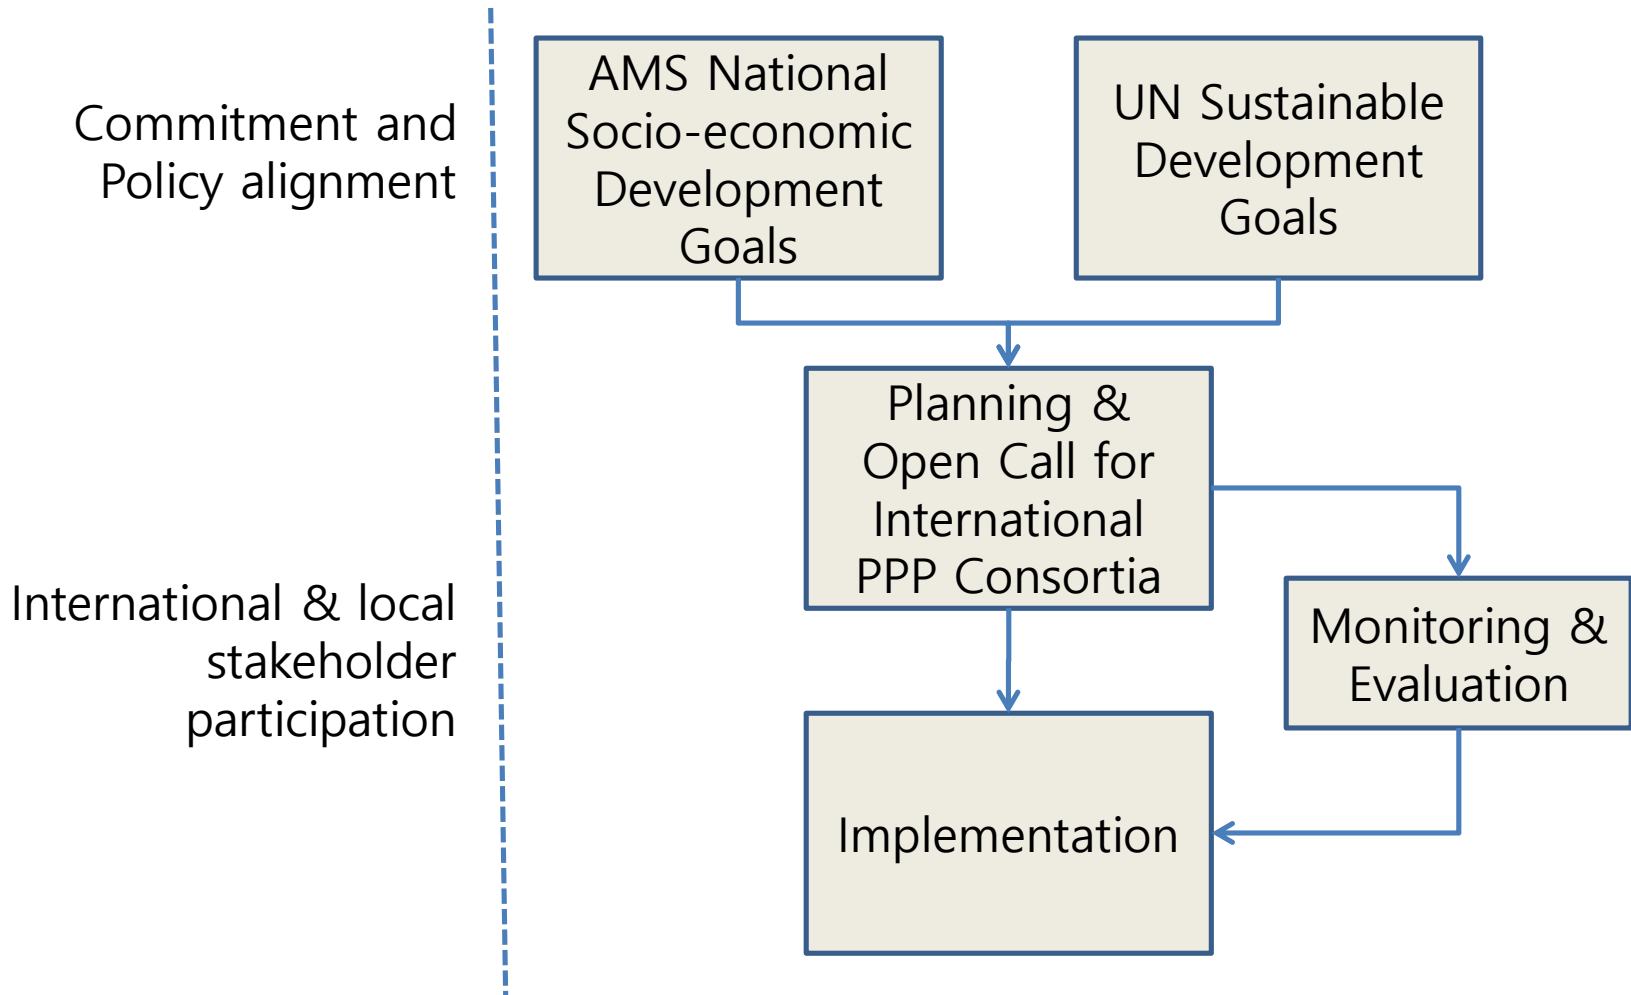 Commitment and
Policy alignment
AMS National
Socio-economic
Development
Goals
UN Sustainable
Development
Goals
Planning &
Open Call for
International
PPP Consortia
International & local
stakeholder
participation
Monitoring &
Evaluation
Implementation